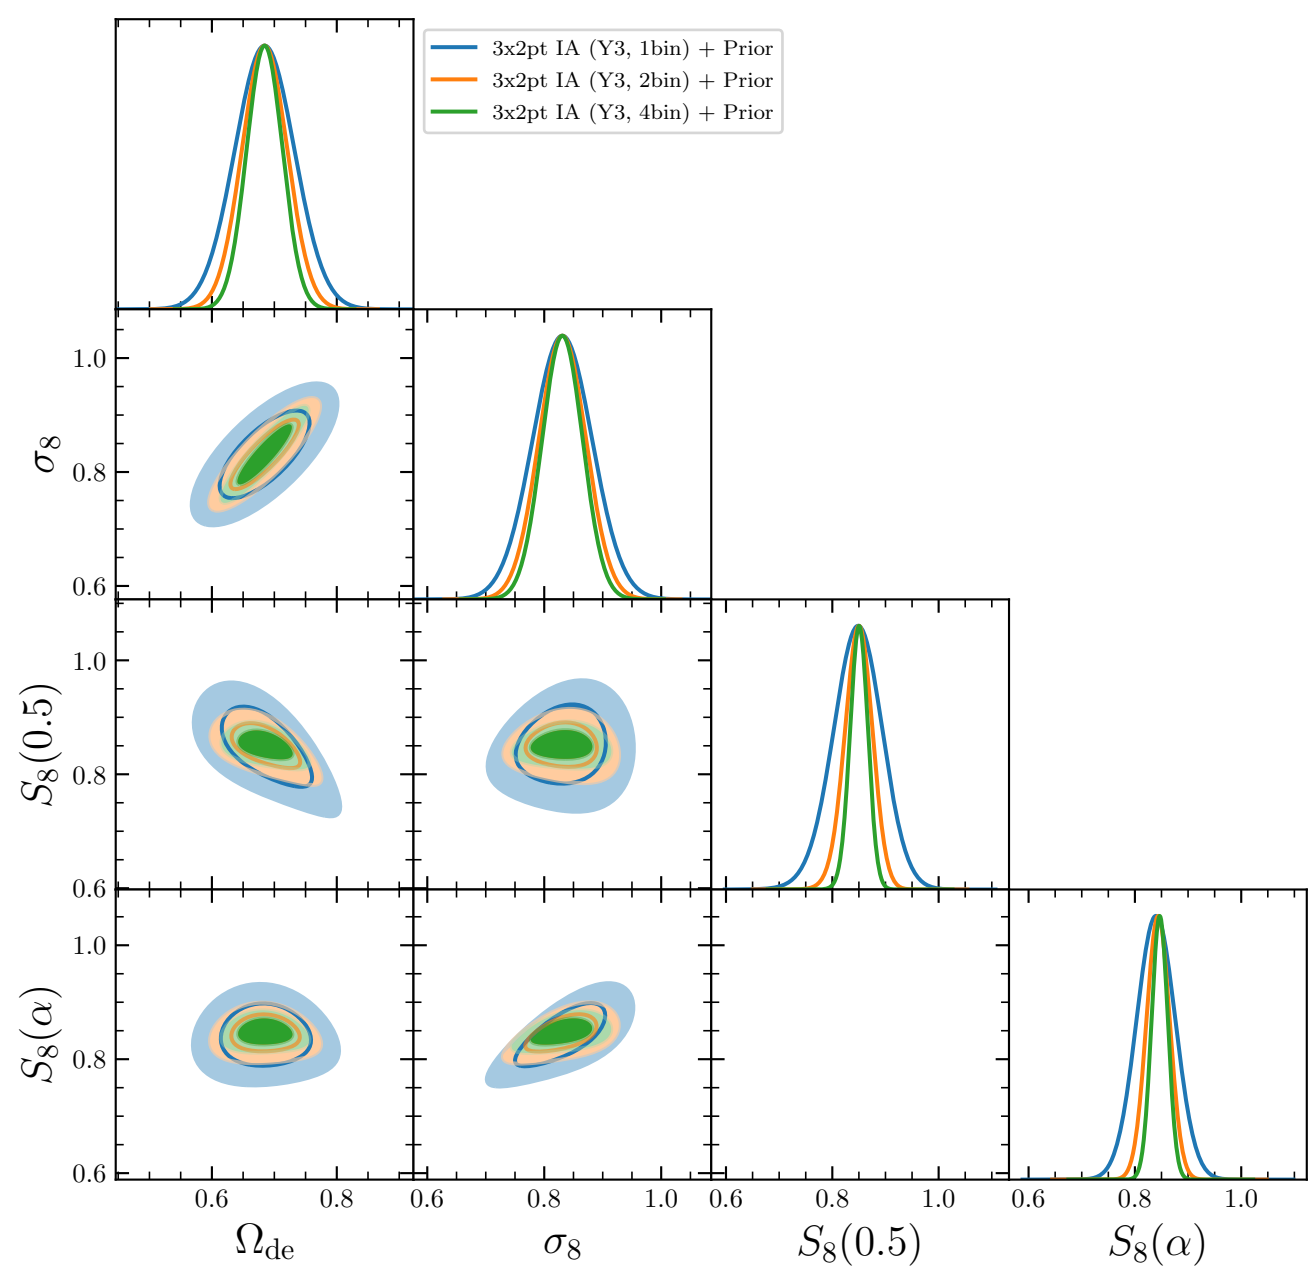 3x2pt IA (Y3, 1bin) + Prior
3x2pt IA (Y3, 2bin) + Prior
3x2pt IA (Y3, 4bin) + Prior
1.0
0.8
0.6
σ8
1.0
0.8
0.6
S8(0.5)
1.0
0.8
0.6
S8(α)
0.6 0.8
0.6 0.8 1.0
0.6 0.8 1.0
0.6 0.8 1.0
Ωde
σ8
S8(0.5)
S8(α)